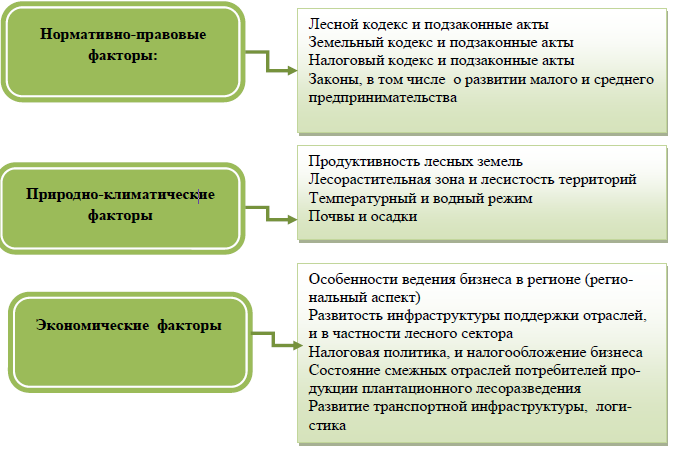 Нормативно-правовые
факторы:
Лесной кодекс и подзаконные акты
Земельный кодекс и подзаконные акты
Налоговый кодекс и подзаконные акты
Законы, в том числе о развитии малого и среднего
предпринимательства
Природно-климатические
факторы
Продуктивность лесных земель
Лесорастительная зона и лесистость территорий
Температурный и водный режим
Почвы и осадки
Экономические факторы
Особенности ведения бизнеса в регионе (регио-
нальный аспект)
Развитость инфраструктуры поддержки отраслей,
и в частности лесного сектора
Налоговая политика, и налогообложение бизнеса
Состояние смежных отраслей потребителей про-
дукции плантационного лесоразведения
Развитие транспортной инфраструктуры, логи-
стика